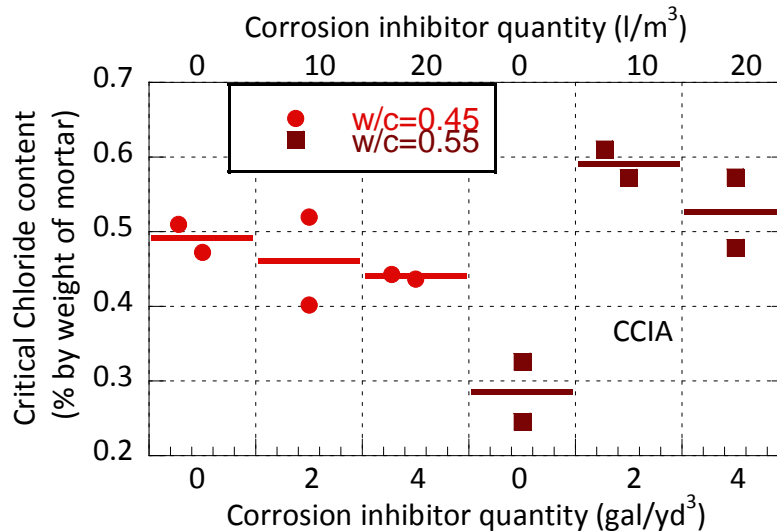 Corrosion inhibitor quantity (l/m³)
0 10 20 0 10 20
0.7
w/c=0.45
w/c=0.55
0.6
0.5
0.4
CCIA
0.3
0.2
Critical Chloride content
(% by weight of mortar)
0 2 4 0 2 4
Corrosion inhibitor quantity (gal/yd³)